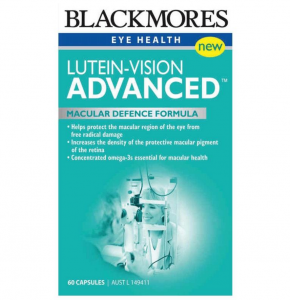 BLACKMORES
EYE HEALTH
new
LUTEIN-VISION
ADVANCED™
MACULAR DEFENCE FORMULA
• Helps protect the macular region of the eye from
free radical damage
• Increases the density of the protective macular pigment
of the retina
• Concentrated omega-3s essential for macular health
60 CAPSULES | AUST L 149411